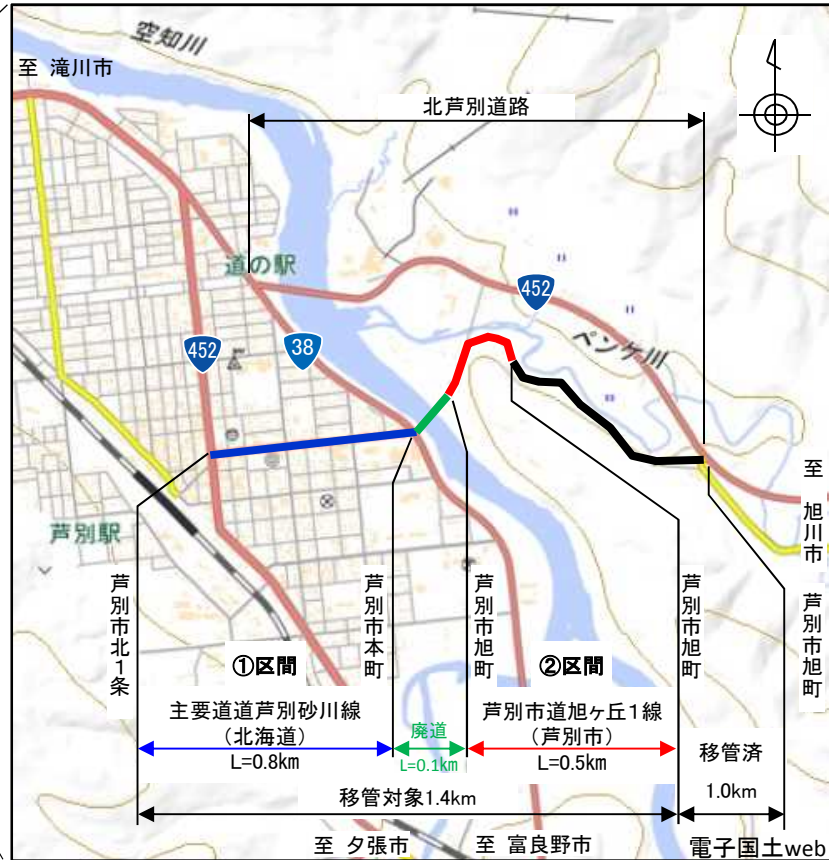 空知川
至 滝川市
北芦別道路
道の駅
452
452
38
ペンケ川
芦別駅
至 旭川市
芦別市北1条
芦別市本町
芦別市旭町
芦別市旭町
芦別市旭町
①区間
②区間
主要道道芦別砂川線
(北海道)
L=0.8km
廃道
L=0.1km
芦別市道旭ヶ丘1線
(芦別市)
L=0.5km
移管済
1.0km
移管対象1.4km
至 夕張市
至 富良野市
電子国土web